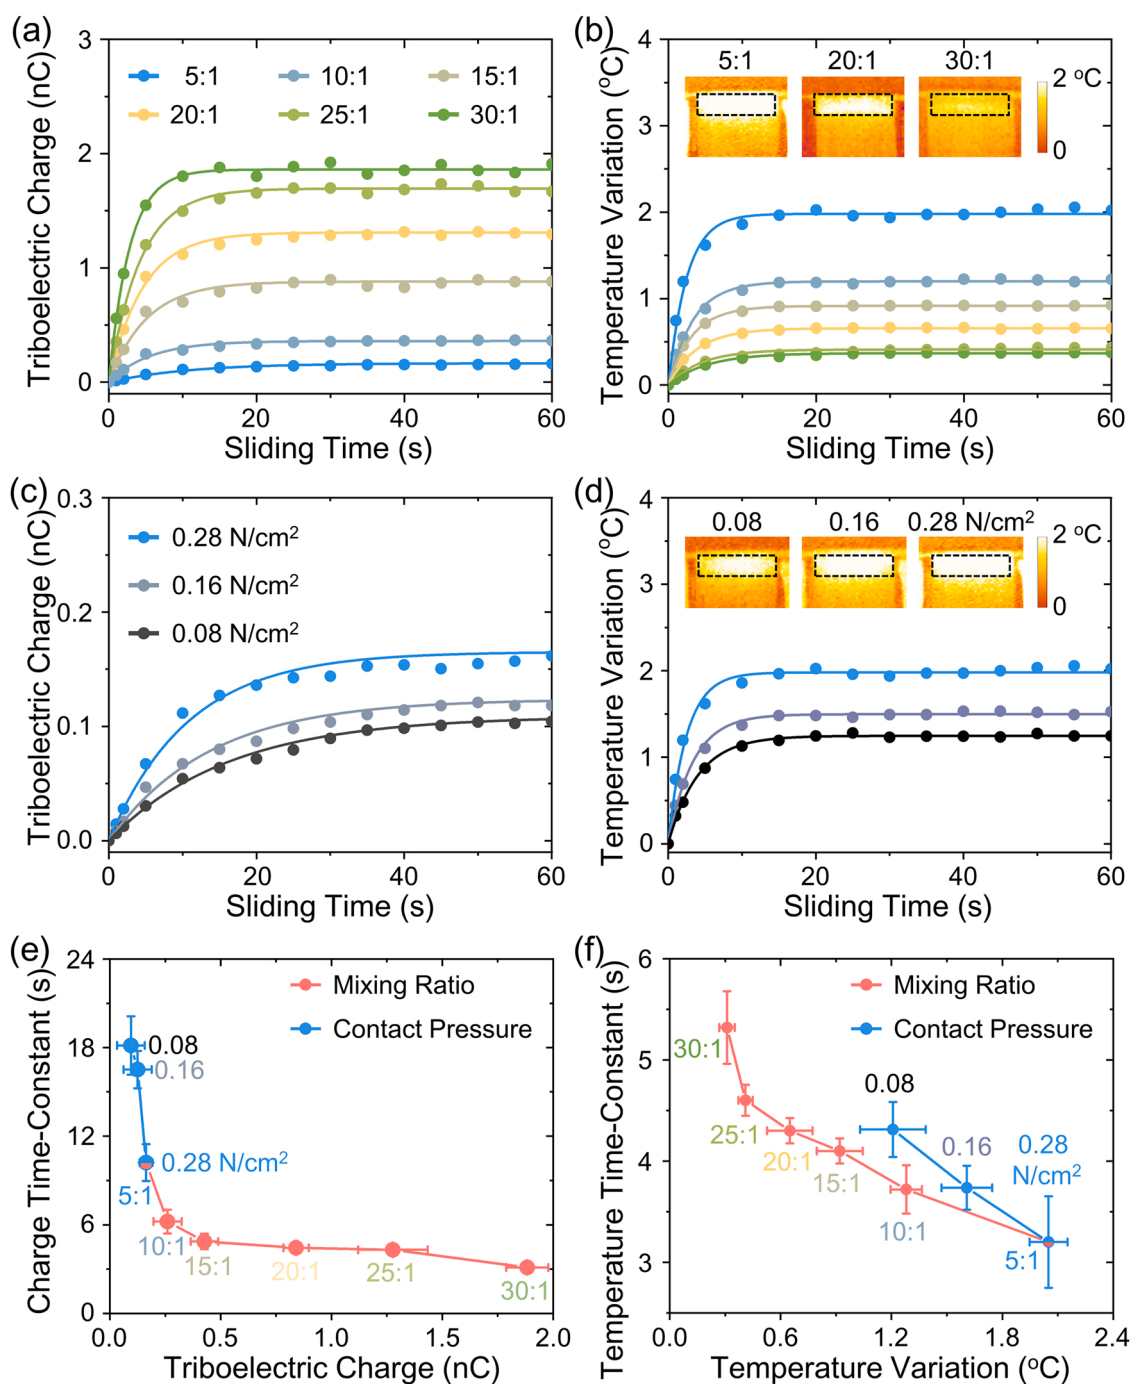 (a)
Triboelectric Charge (nC)
3
2
1
0
5:1 10:1 15:1
20:1 25:1 30:1
0 20 40 60
Sliding Time (s)
(b)
Temperature Variation (°C)
4
3
2
1
0
5:1 20:1 30:1
2 °C
0
0 20 40 60
Sliding Time (s)
(c)
Triboelectric Charge (nC)
0.3
0.2
0.1
0.0
0.28 N/cm²
0.16 N/cm²
0.08 N/cm²
0 20 40 60
Sliding Time (s)
(d)
Temperature Variation (°C)
4
3
2
1
0
0.08 0.16 0.28 N/cm²
2 °C
0
0 20 40 60
Sliding Time (s)
(e)
Charge Time-Constant (s)
24
18
12
6
0
Mixing Ratio
Contact Pressure
0.08
0.16
0.28 N/cm²
5:1
10:1
15:1
20:1
25:1
30:1
0.0 0.5 1.0 1.5 2.0
Triboelectric Charge (nC)
(f)
Temperature Time-Constant (s)
6
5
4
3
Mixing Ratio
Contact Pressure
30:1
25:1
20:1
15:1
10:1
5:1
0.08
0.16
0.28
N/cm²
0.0 0.6 1.2 1.8 2.4
Temperature Variation (°C)